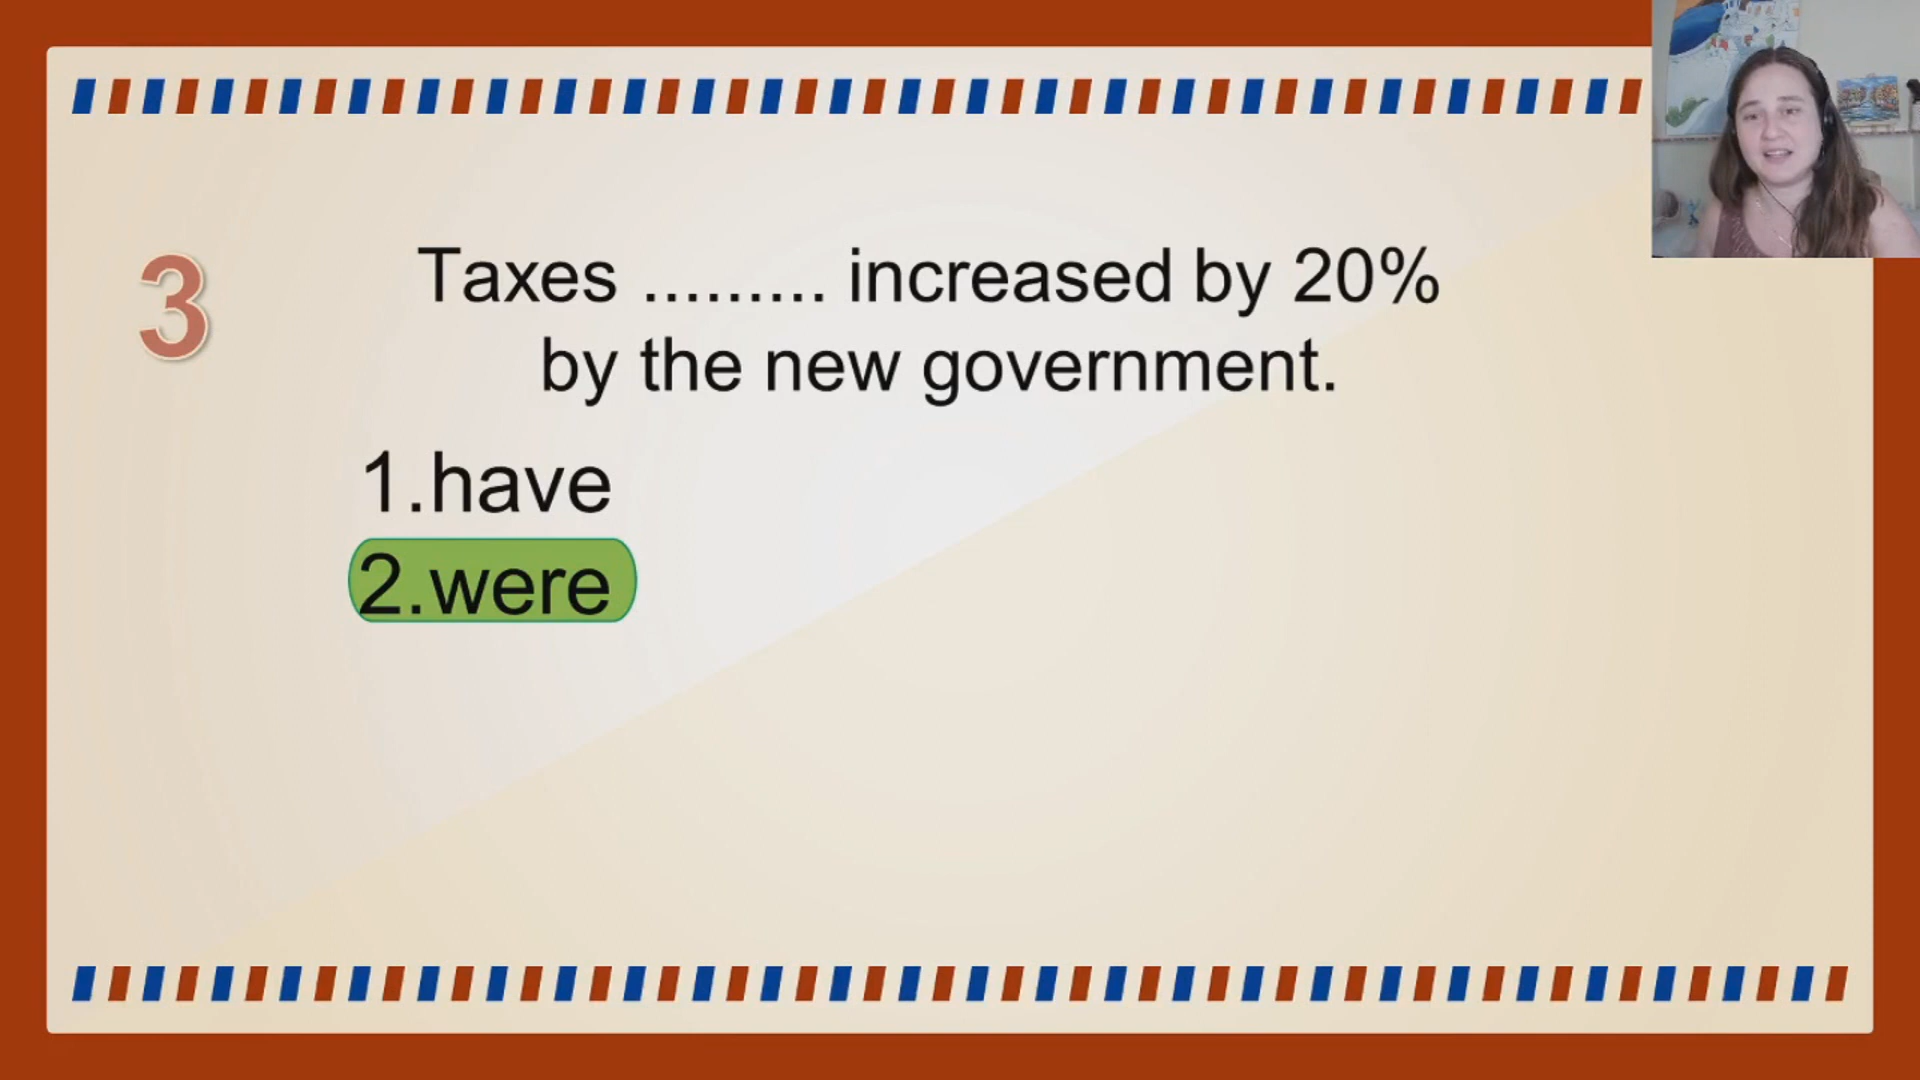 3
Taxes ......... increased by 20%
by the new government.
1.have
2.were